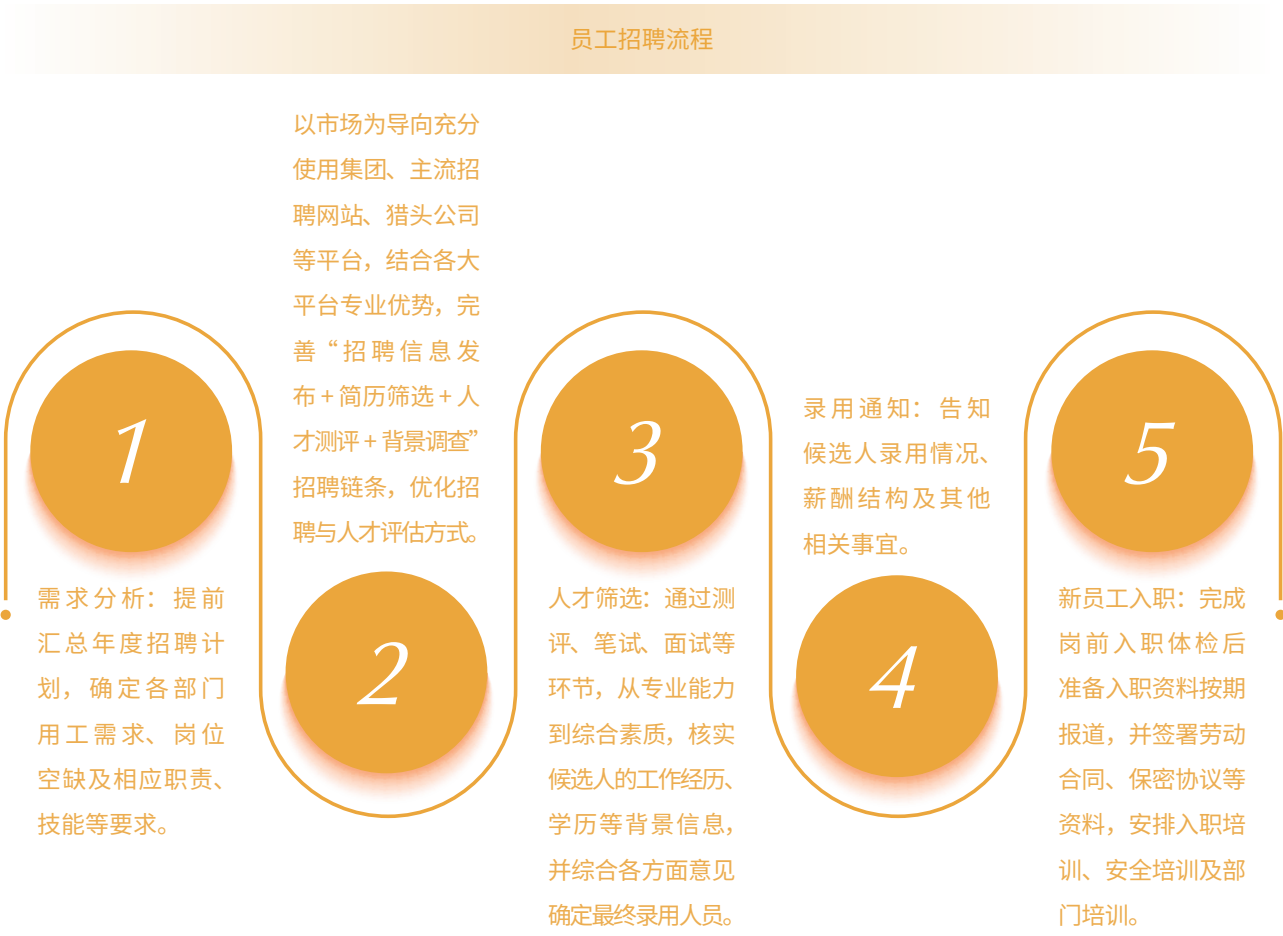 员工招聘流程
1
需求分析：提前
汇总年度招聘计
划，确定各部门
用工需求、岗位
空缺及相应职责、
技能等要求。
以市场为导向充分
使用集团、主流招
聘网站、猎头公司
等平台，结合各大
平台专业优势，完
善“招聘信息发
布+简历筛选+人
才测评+背景调查”
招聘链条，优化招
聘与人才评估方式。
2
3
人才筛选：通过测
评、笔试、面试等
环节，从专业能力
到综合素质，核实
候选人的工作经历、
学历等背景信息，
并综合各方面意见
确定最终录用人员。
录用通知：告知
候选人录用情况、
薪酬结构及其他
相关事宜。
4
5
新员工入职：完成
岗前入职体检后
准备入职资料按期
报道，并签署劳动
合同、保密协议等
资料，安排入职培
训、安全培训及部
门培训。